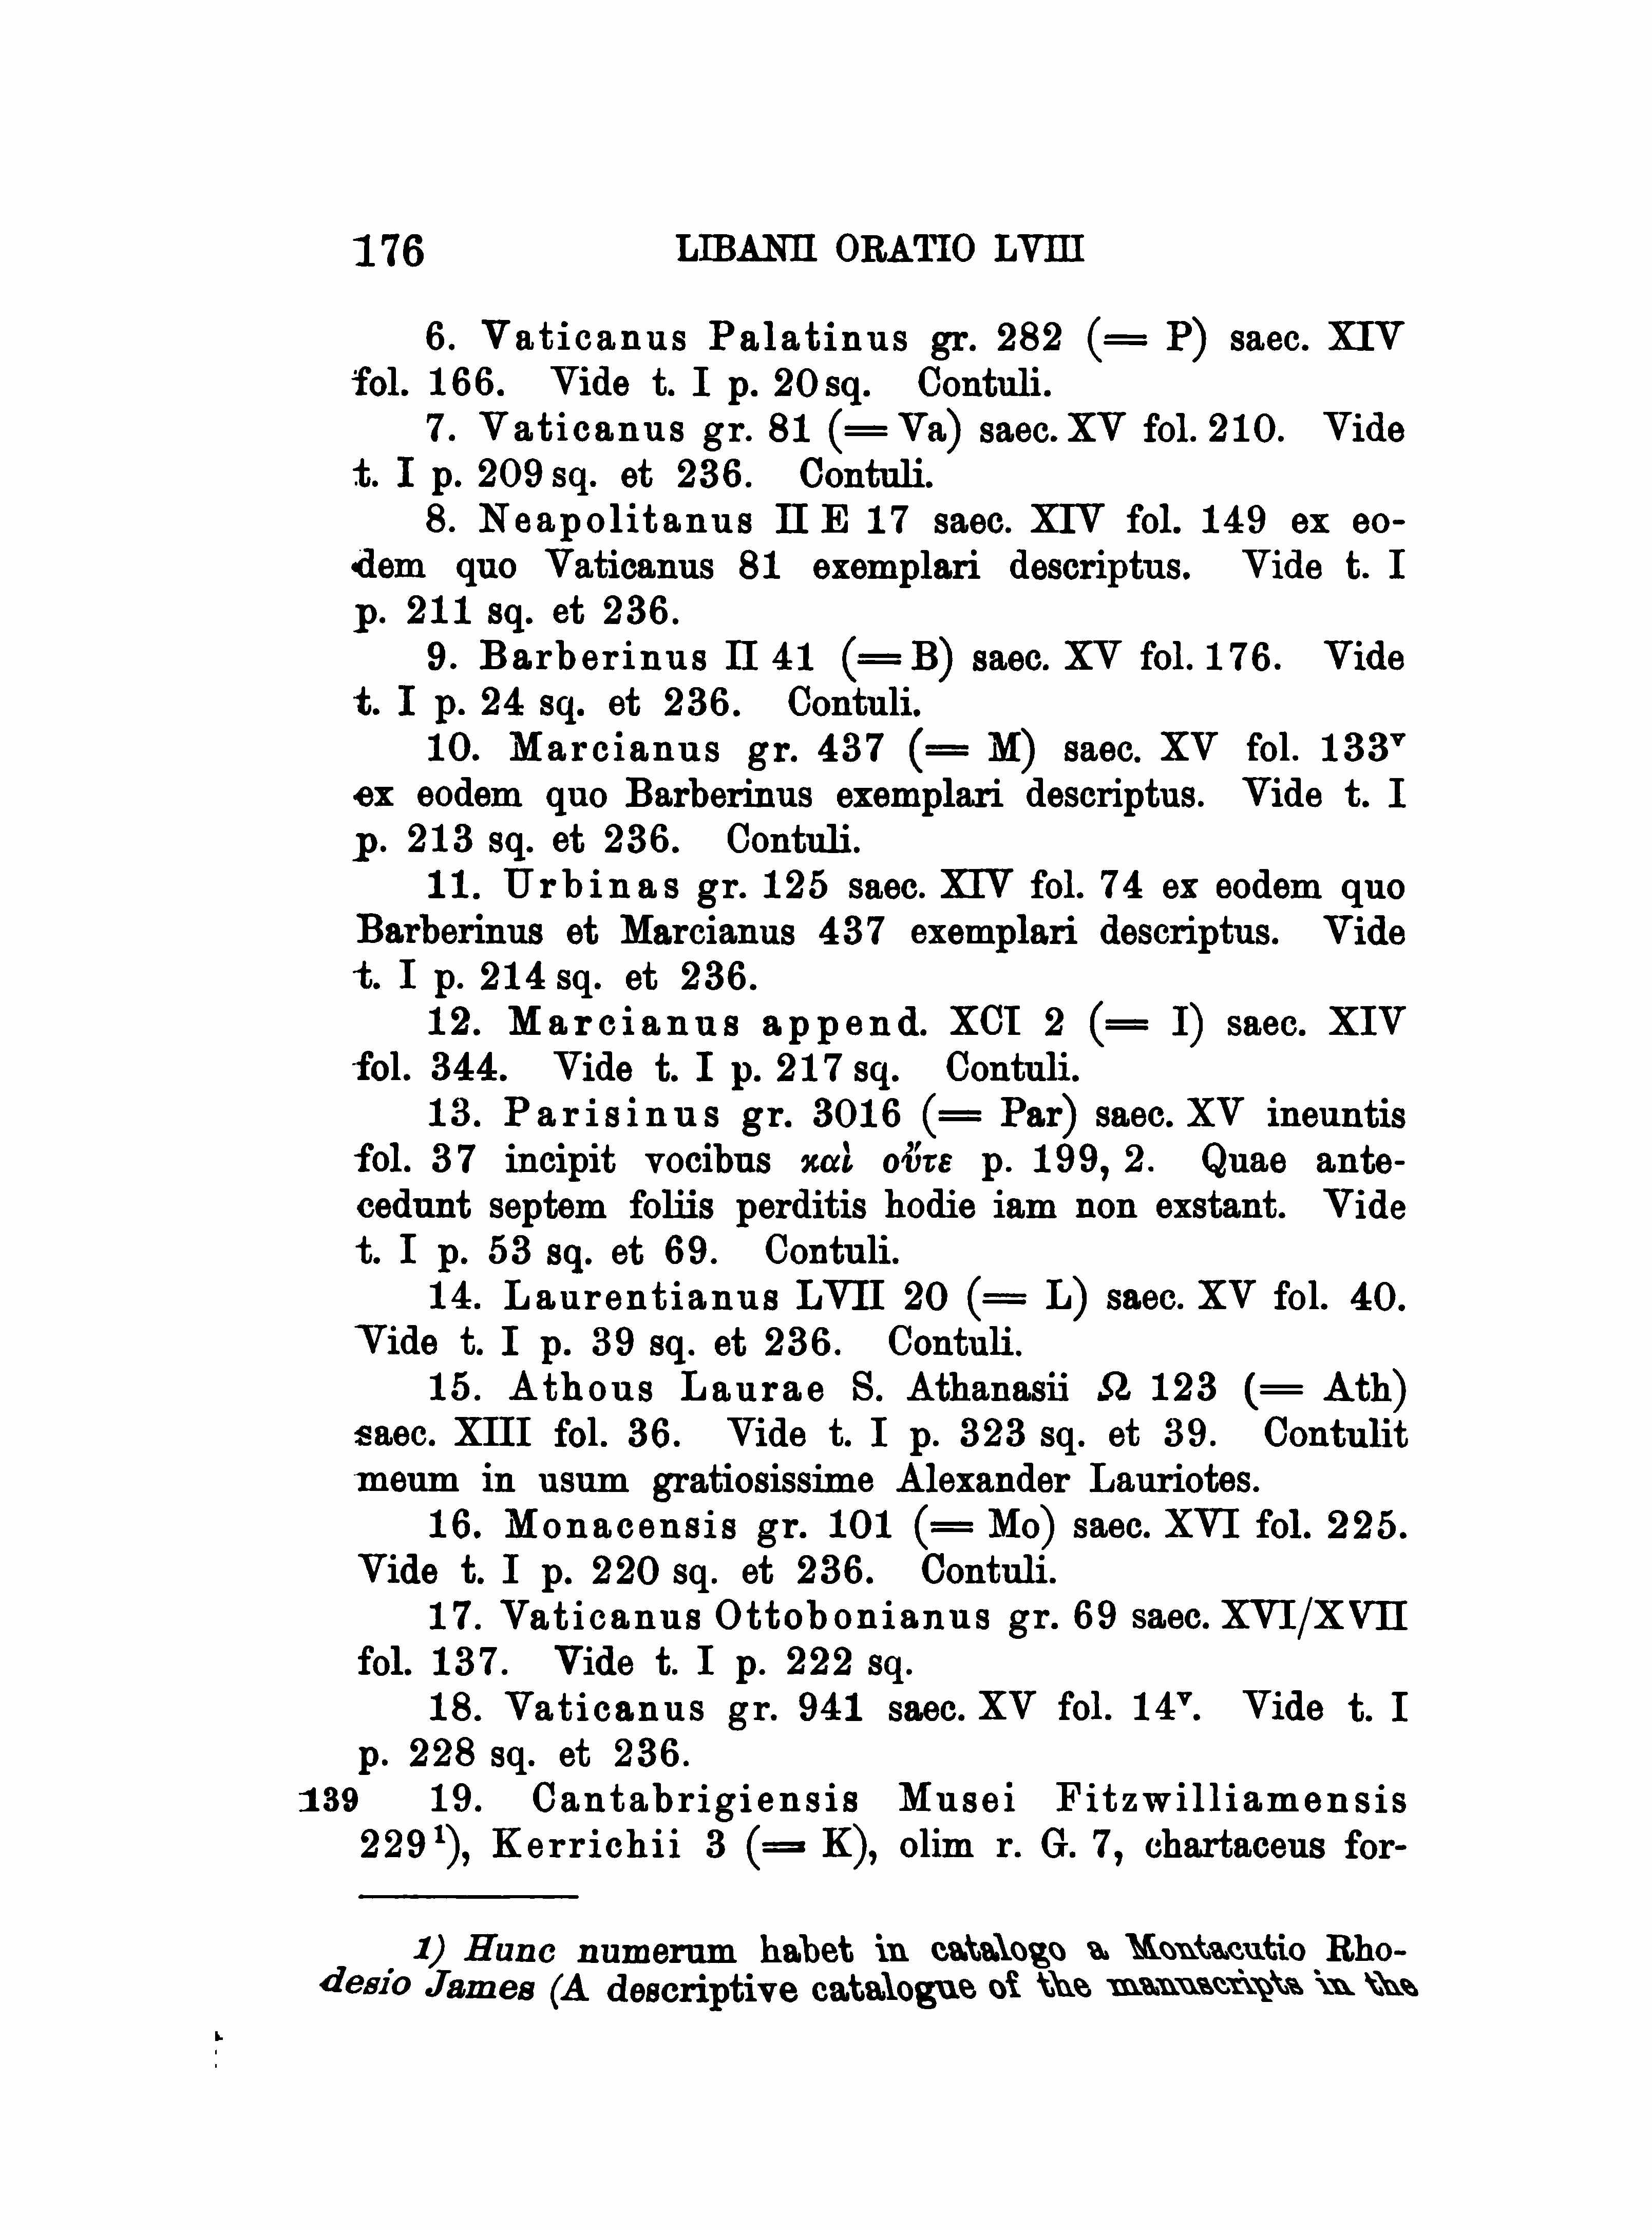 176 LIBANII ORATIO LVIII
6. Vaticanus Palatinus gr. 282 (= P) saec. XIV
fol. 166. Vide t. I p. 20 sq. Contuli.
7. Vaticanus gr. 81 (= Va) saec. XV fol. 210. Vide
t. I p. 209 sq. et 236. Contuli.
8. Neapolitanus II E 17 saec. XIV fol. 149 ex eo-
dem quo Vaticanus 81 exemplari descriptus. Vide t. I
p. 211 sq. et 236.
9. Barberinus II 41 (= B) saec. XV fol. 176. Vide
t. I p. 24 sq. et 236. Contuli.
10. Marcianus gr. 437 (= M) saec. XV fol. 133ᵛ
ex eodem quo Barberinus exemplari descriptus. Vide t. I
p. 213 sq. et 236. Contuli.
11. Urbinas gr. 125 saec. XIV fol. 74 ex eodem quo
Barberinus et Marcianus 437 exemplari descriptus. Vide
t. I p. 214 sq. et 236.
12. Marcianus append. XCI 2 (= I) saec. XIV
fol. 344. Vide t. I p. 217 sq. Contuli.
13. Parisinus gr. 3016 (= Par) saec. XV ineuntis
fol. 37 incipit vocibus καὶ οὔτε p. 199, 2. Quae ante-
cedunt septem foliis perditis hodie iam non exstant. Vide
t. I p. 53 sq. et 69. Contuli.
14. Laurentianus LVII 20 (= L) saec. XV fol. 40.
Vide t. I p. 39 sq. et 236. Contuli.
15. Athous Laurae S. Athanasii Ω 123 (= Ath)
saec. XIII fol. 36. Vide t. I p. 323 sq. et 39. Contulit
meum in usum gratiosissime Alexander Lauriotes.
16. Monacensis gr. 101 (= Mo) saec. XVI fol. 225.
Vide t. I p. 220 sq. et 236. Contuli.
17. Vaticanus Ottobonianus gr. 69 saec. XVI/XVII
fol. 137. Vide t. I p. 222 sq.
18. Vaticanus gr. 941 saec. XV fol. 14ᵛ. Vide t. I
p. 228 sq. et 236.
139 19. Cantabrigiensis Musei Fitzwilliamensis
229¹), Kerrichii 3 (= K), olim r. G. 7, chartaceus for-
1) Hunc numerum habet in catalogo a Montacutio Rho-
desio James (A descriptive catalogue of the manuscripts in the